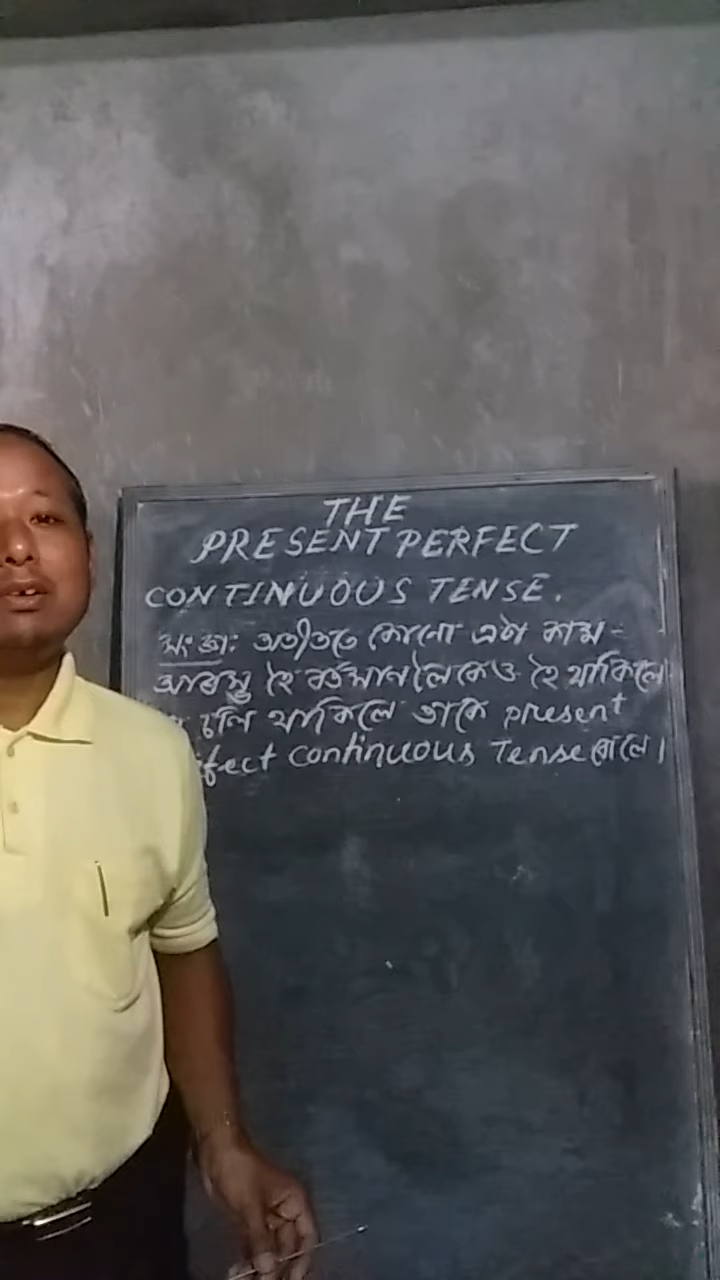 THE
PRESENT PERFECT
CONTINUOUS TENSE.
সংজ্ঞা: অতীততে কোনো এটা কাম
আৰম্ভ হৈ বৰ্তমানলৈকেও হৈ থাকিলে
চলি থাকিলে তাকে present
fect continuous Tense বোলে।